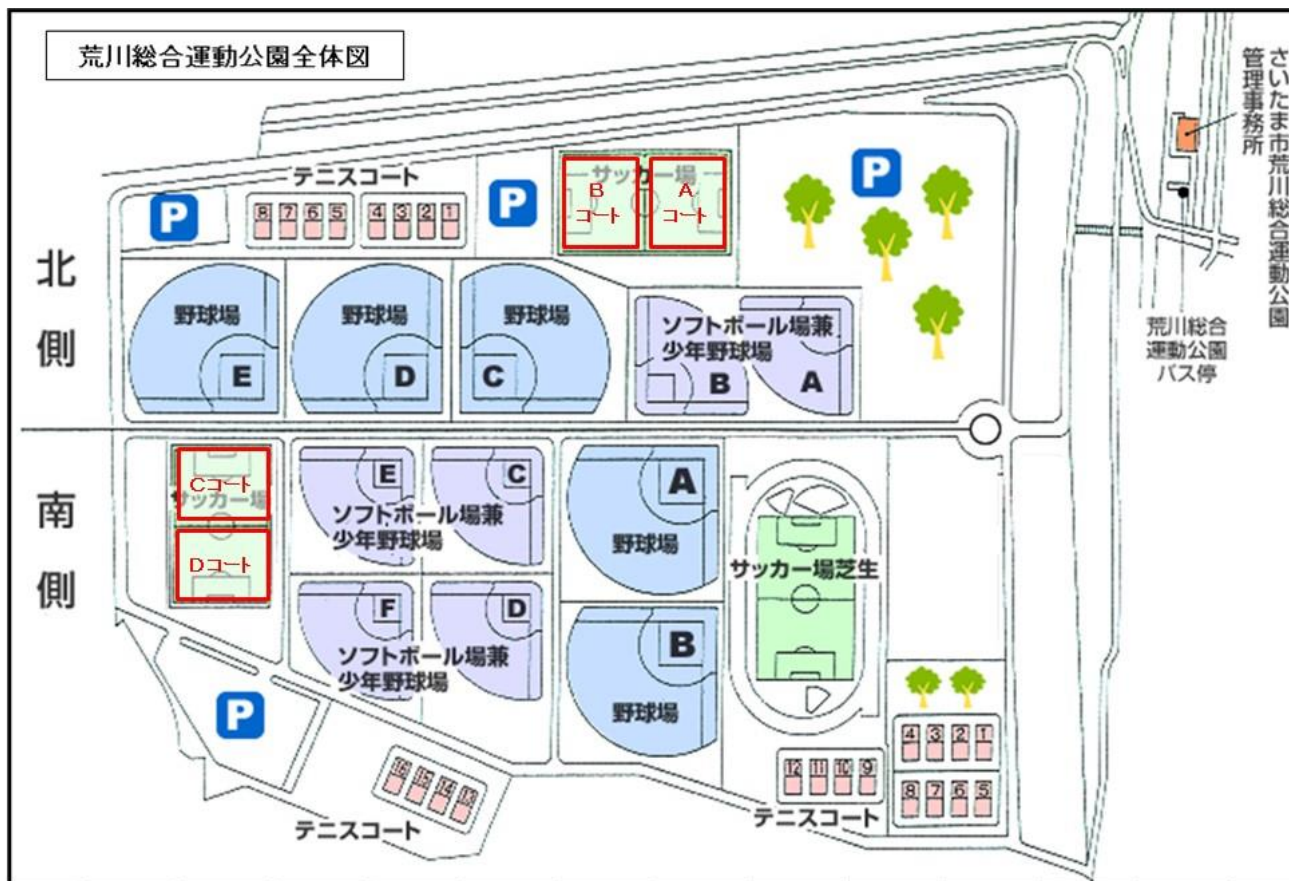 荒川総合運動公園全体図
さいたま市荒川総合運動公園
管理事務所
荒川総合
運動公園
バス停
北側
テニスコート
P
8 7 6 5 4 3 2 1
P
サッカー場
B
コート
A
コート
P
野球場
E
野球場
D
野球場
C
ソフトボール場兼
少年野球場
B
A
南側
Cコート
サッカー場
Dコート
E
C
ソフトボール場兼
少年野球場
F
D
ソフトボール場兼
少年野球場
A
野球場
B
野球場
サッカー場芝生
P
16 15 14 13
テニスコート
12 11 10 9
テニスコート
4 3 2 1
8 7 6 5